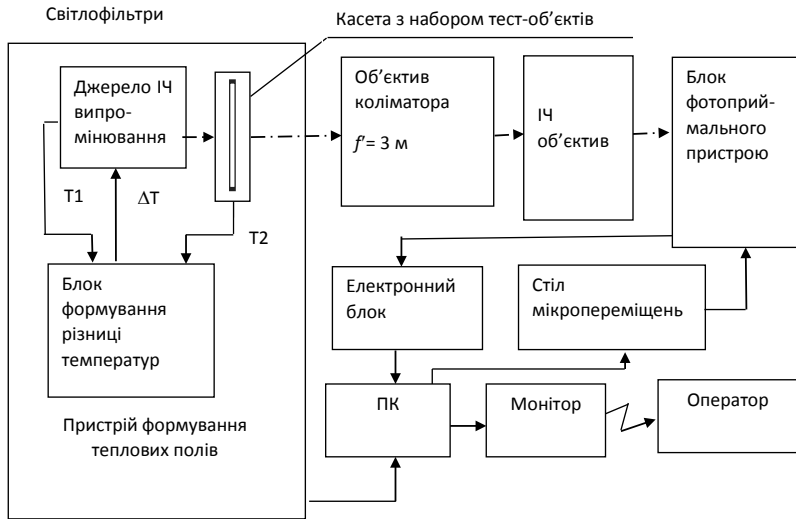 Світлофільтри
Касета з набором тест-об’єктів
Джерело ІЧ
випро-
мінювання
Об’єктив
коліматора
f′= 3 м
ІЧ
об’єктив
Блок
фотоприй-
мального
пристрою
T1
ΔT
T2
Блок
формування
різниці
температур
Електронний
блок
Стіл
мікропереміщень
ПК
Монітор
Оператор
Пристрій формування
теплових полів